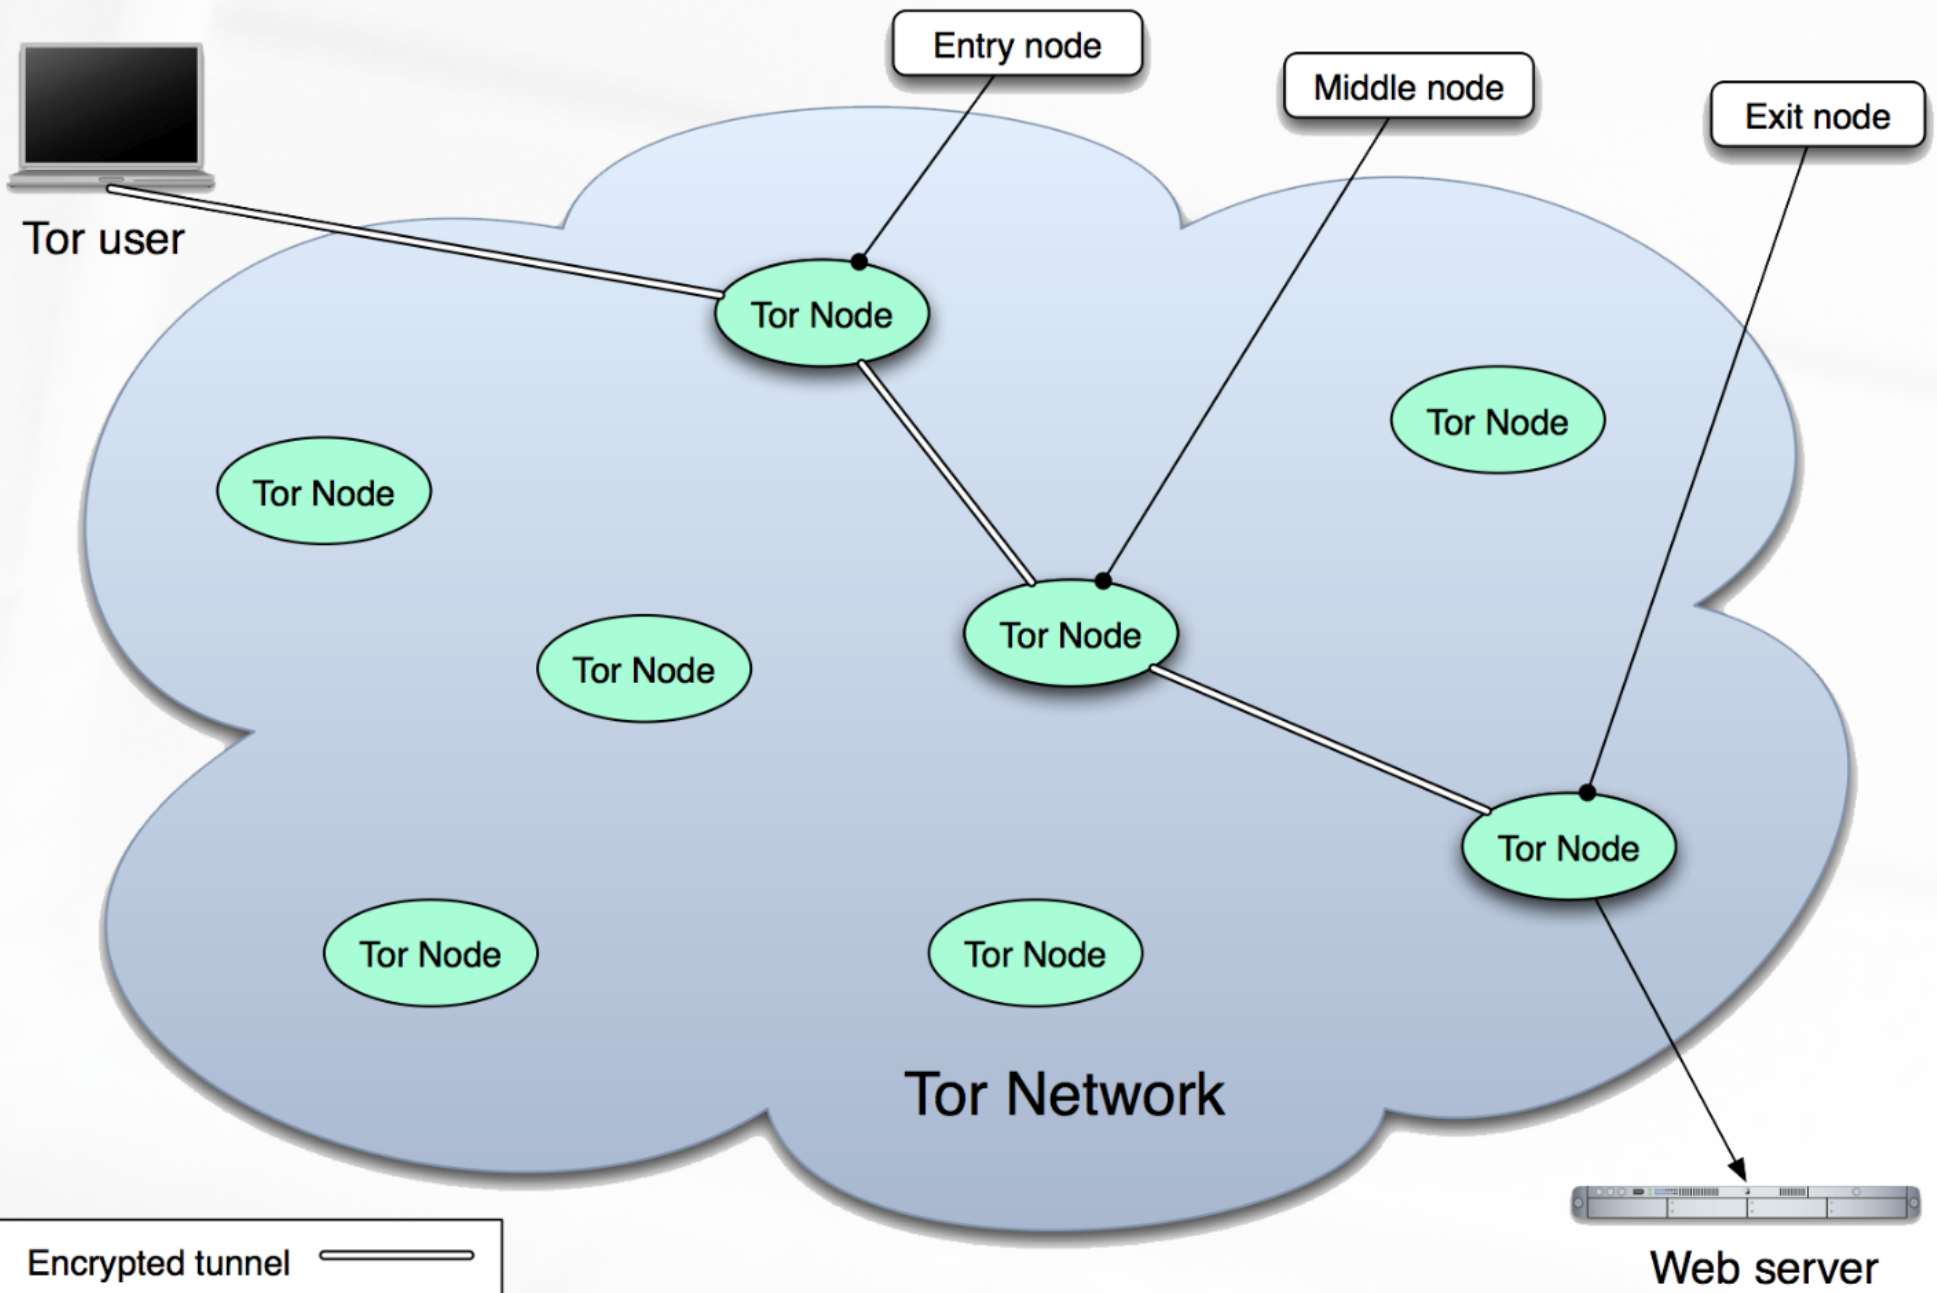 Entry node
Middle node
Exit node
Tor user
Tor Node
Tor Node
Tor Node
Tor Node
Tor Node
Tor Node
Tor Node
Tor Node
Tor Network
Encrypted tunnel
Web server